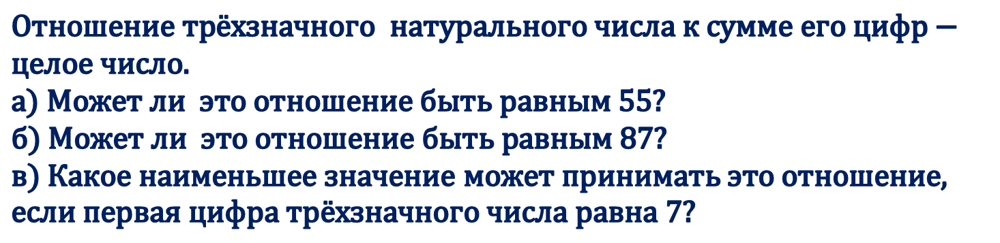 Отношение трёхзначного натурального числа к сумме его цифр —
целое число.
а) Может ли это отношение быть равным 55?
б) Может ли это отношение быть равным 87?
в) Какое наименьшее значение может принимать это отношение,
если первая цифра трёхзначного числа равна 7?